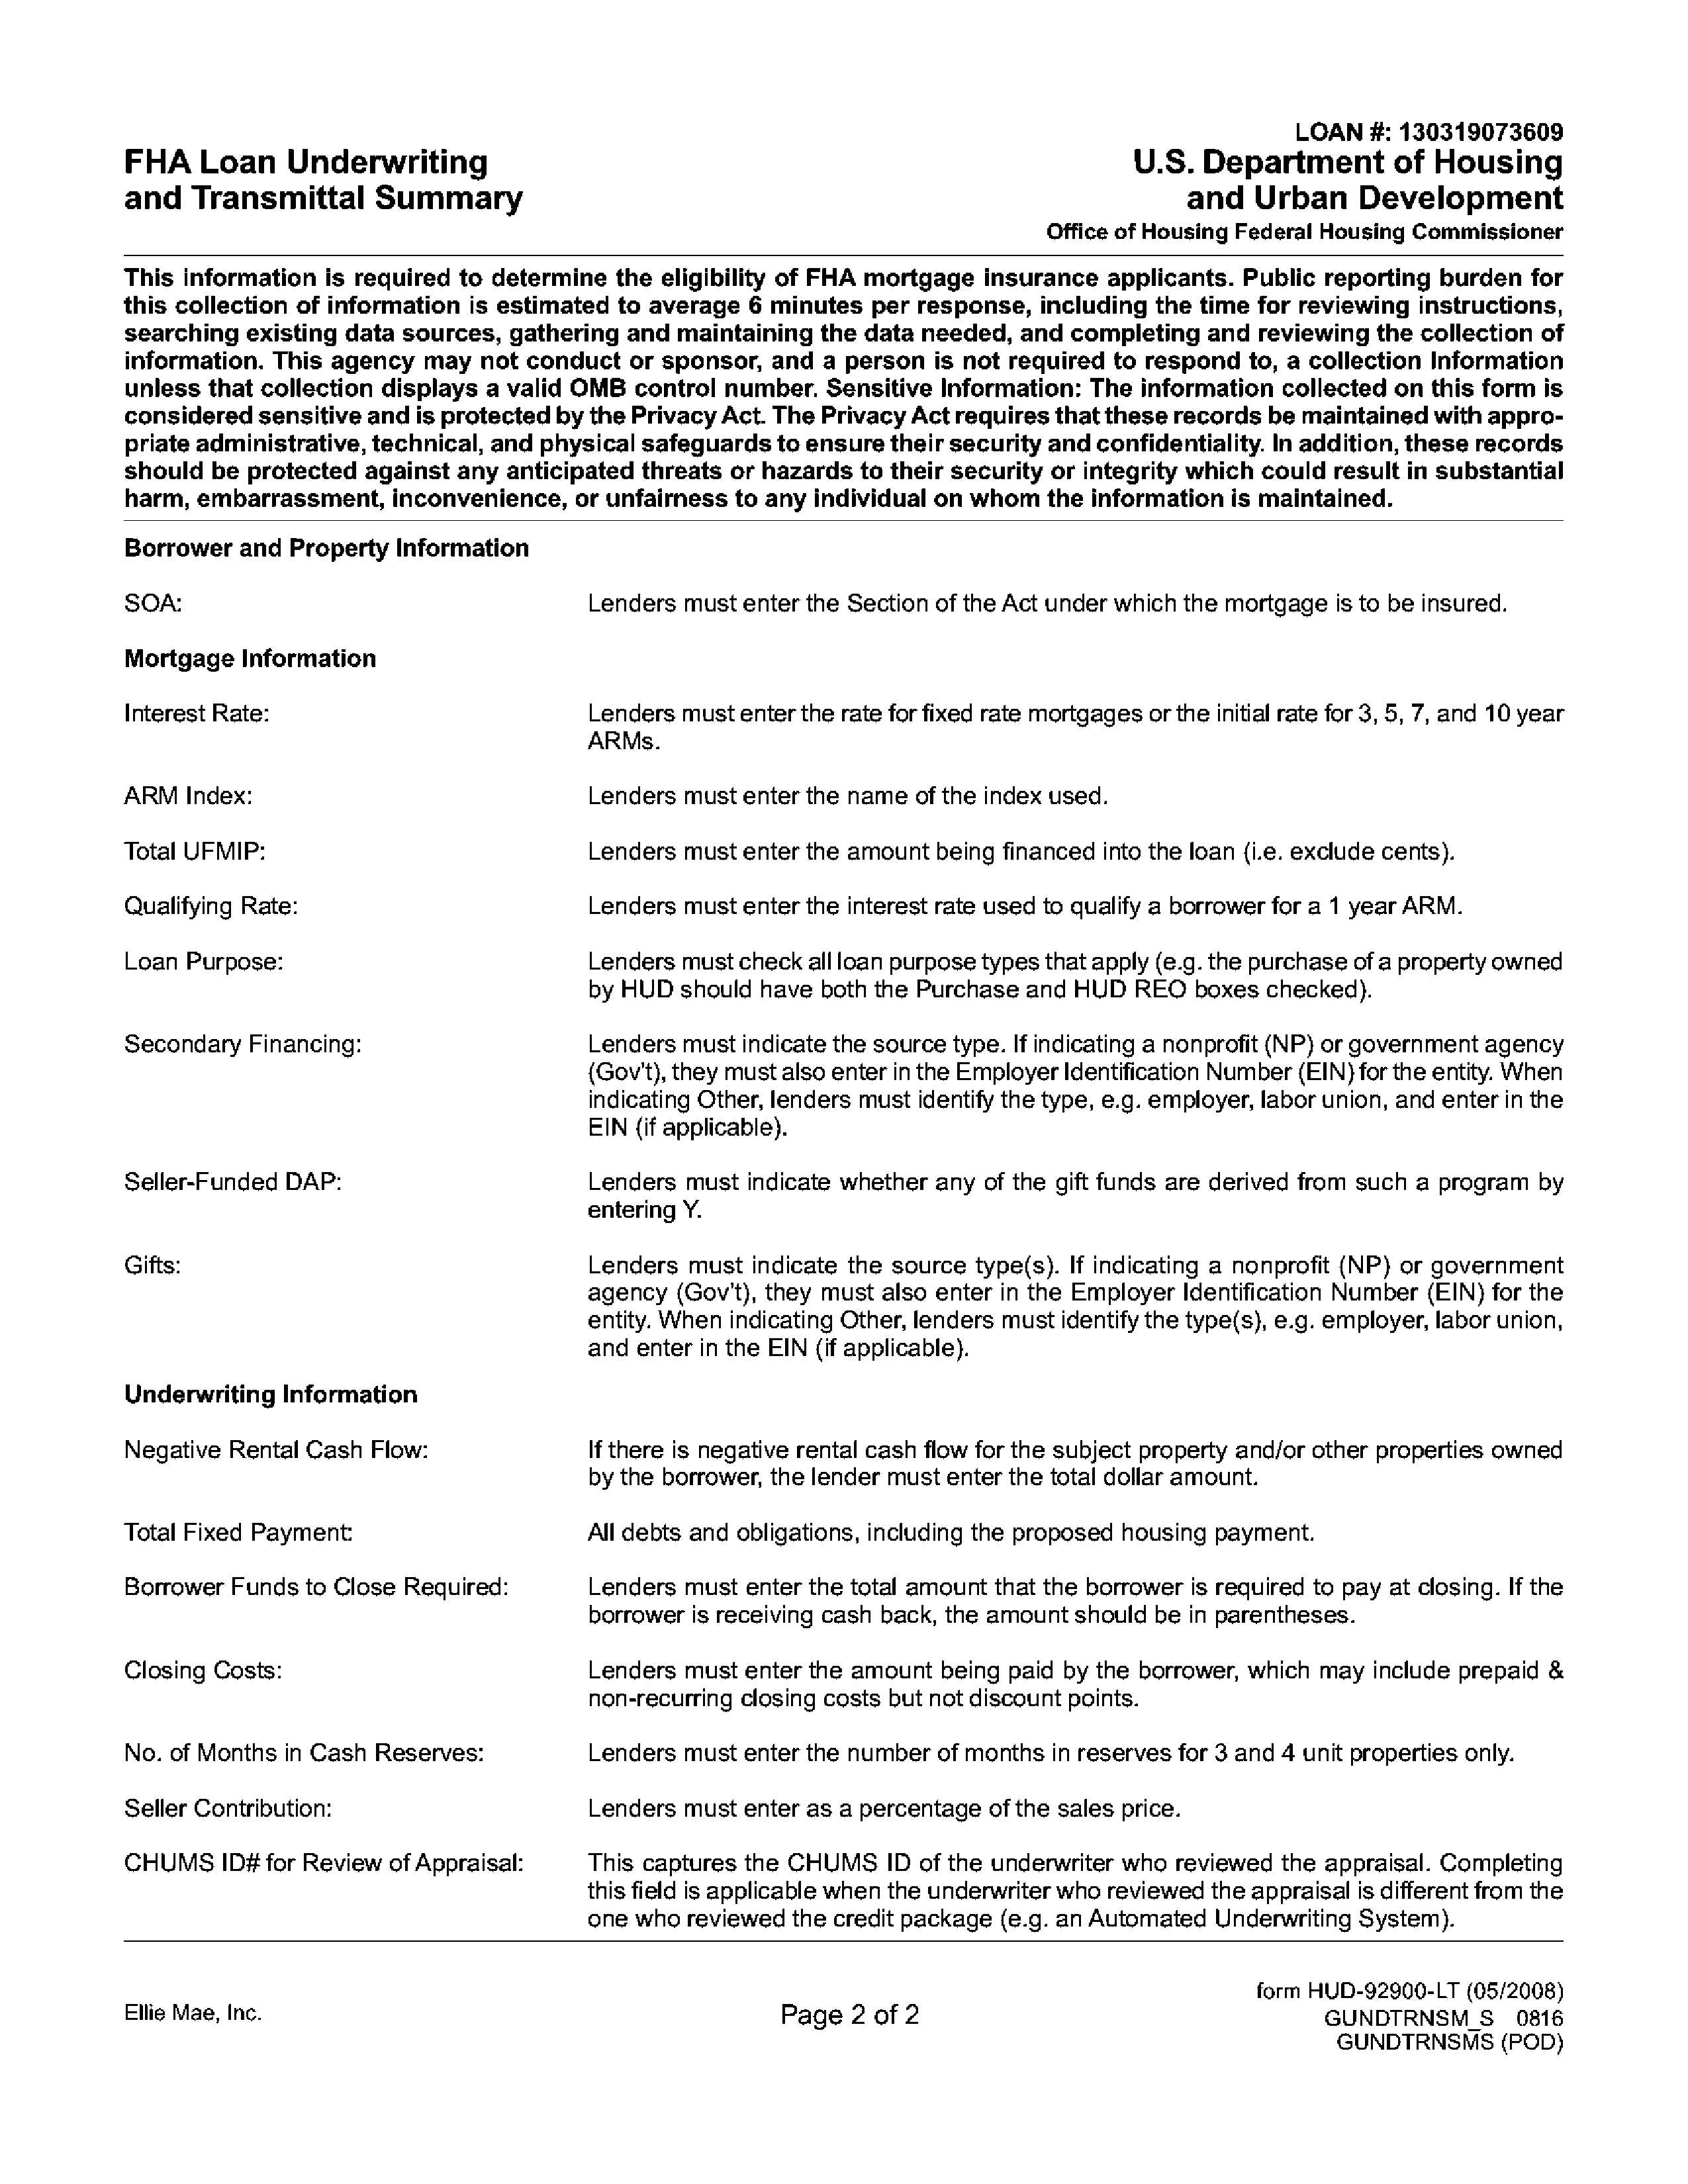 LOAN #: 130319073609
FHA Loan Underwriting
and Transmittal Summary
U.S. Department of Housing
and Urban Development
Office of Housing Federal Housing Commissioner
This information is required to determine the eligibility of FHA mortgage insurance applicants. Public reporting burden for
this collection of information is estimated to average 6 minutes per response, including the time for reviewing instructions,
searching existing data sources, gathering and maintaining the data needed, and completing and reviewing the collection of
information. This agency may not conduct or sponsor, and a person is not required to respond to, a collection Information
unless that collection displays a valid OMB control number. Sensitive Information: The information collected on this form is
considered sensitive and is protected by the Privacy Act. The Privacy Act requires that these records be maintained with appro-
priate administrative, technical, and physical safeguards to ensure their security and confidentiality. In addition, these records
should be protected against any anticipated threats or hazards to their security or integrity which could result in substantial
harm, embarrassment, inconvenience, or unfairness to any individual on whom the information is maintained.
Borrower and Property Information
SOA: Lenders must enter the Section of the Act under which the mortgage is to be insured.
Mortgage Information
Interest Rate: Lenders must enter the rate for fixed rate mortgages or the initial rate for 3, 5, 7, and 10 year
ARMs.
ARM Index: Lenders must enter the name of the index used.
Total UFMIP: Lenders must enter the amount being financed into the loan (i.e. exclude cents).
Qualifying Rate: Lenders must enter the interest rate used to qualify a borrower for a 1 year ARM.
Loan Purpose: Lenders must check all loan purpose types that apply (e.g. the purchase of a property owned
by HUD should have both the Purchase and HUD REO boxes checked).
Secondary Financing: Lenders must indicate the source type. If indicating a nonprofit (NP) or government agency
(Gov't), they must also enter in the Employer Identification Number (EIN) for the entity. When
indicating Other, lenders must identify the type, e.g. employer, labor union, and enter in the
EIN (if applicable).
Seller-Funded DAP: Lenders must indicate whether any of the gift funds are derived from such a program by
entering Y.
Gifts: Lenders must indicate the source type(s). If indicating a nonprofit (NP) or government
agency (Gov't), they must also enter in the Employer Identification Number (EIN) for the
entity. When indicating Other, lenders must identify the type(s), e.g. employer, labor union,
and enter in the EIN (if applicable).
Underwriting Information
Negative Rental Cash Flow: If there is negative rental cash flow for the subject property and/or other properties owned
by the borrower, the lender must enter the total dollar amount.
Total Fixed Payment: All debts and obligations, including the proposed housing payment.
Borrower Funds to Close Required: Lenders must enter the total amount that the borrower is required to pay at closing. If the
borrower is receiving cash back, the amount should be in parentheses.
Closing Costs: Lenders must enter the amount being paid by the borrower, which may include prepaid &
non-recurring closing costs but not discount points.
No. of Months in Cash Reserves: Lenders must enter the number of months in reserves for 3 and 4 unit properties only.
Seller Contribution: Lenders must enter as a percentage of the sales price.
CHUMS ID# for Review of Appraisal: This captures the CHUMS ID of the underwriter who reviewed the appraisal. Completing
this field is applicable when the underwriter who reviewed the appraisal is different from the
one who reviewed the credit package (e.g. an Automated Underwriting System).
form HUD-92900-LT (05/2008)
Ellie Mae, Inc. Page 2 of 2 GUNDTRNSM_S 0816
GUNDTRNSMS (POD)